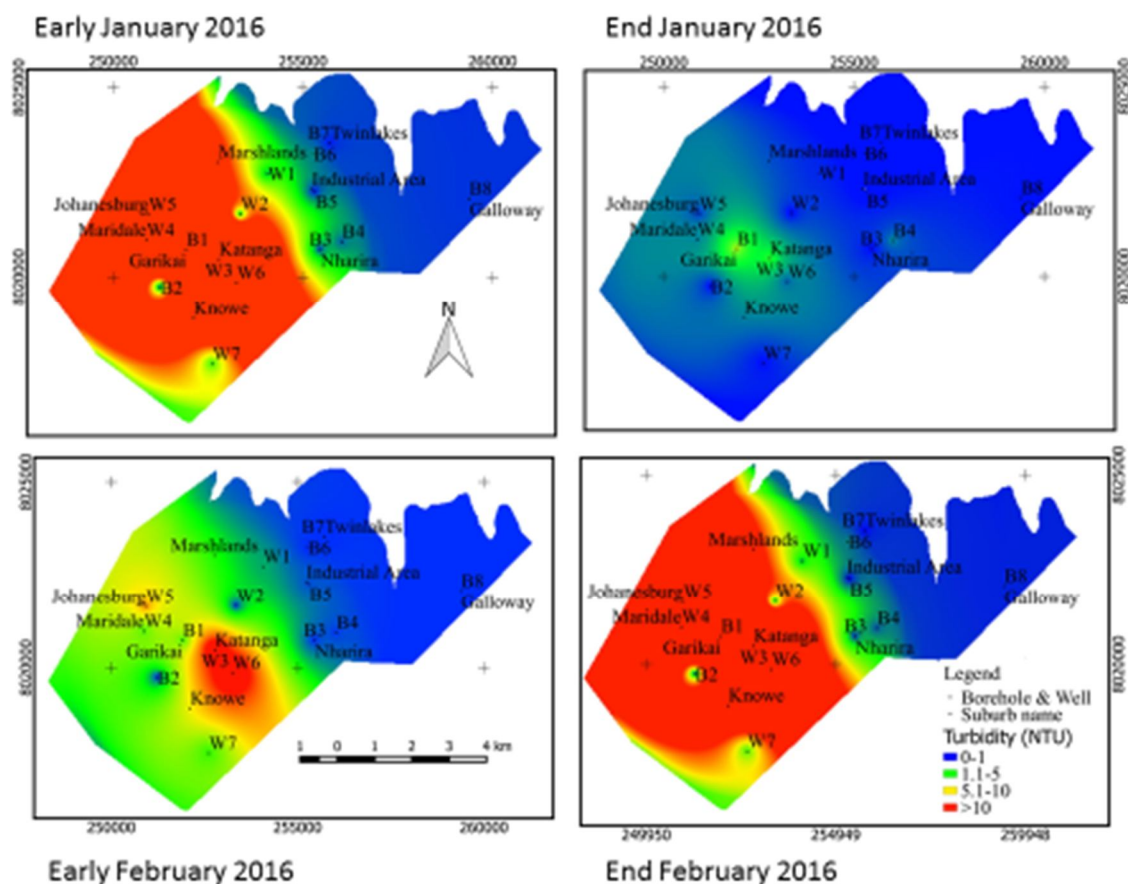 Early January 2016
End January 2016
250000 255000 260000
250000 255000 260000
8025000
8020000
B7Twinlakes
Marshlands
B6
W1
Industrial Area
B8
JohanesburgW5
W2
B5
Galloway
MaridaleW4
B1
B3
B4
Katanga
Nharira
Garikai
W3 W6
B2
Knowe
N
W7
8025000
8020000
B7Twinlakes
Marshlands
B6
W1
Industrial Area
B8
JohanesburgW5
W2
B5
Galloway
MaridaleW4
B1
B3
B4
Katanga
Nharira
Garikai
W3 W6
B2
Knowe
W7
8025000
8020000
B7Twinlakes
Marshlands
B6
W1
Industrial Area
B8
JohanesburgW5
W2
B5
Galloway
MaridaleW4
B1
B3
B4
Katanga
Nharira
Garikai
W3 W6
B2
Knowe
W7
1 0 1 2 3 4 km
250000 255000 260000
8025000
8020000
B7Twinlakes
Marshlands
B6
W1
Industrial Area
B8
JohanesburgW5
W2
B5
Galloway
MaridaleW4
B1
B3
B4
Katanga
Nharira
Garikai
W3 W6
B2
Knowe
W7
Legend
Borehole & Well
Suburb name
Turbidity (NTU)
0-1
1.1-5
5.1-10
>10
249950 254949 259948
Early February 2016
End February 2016